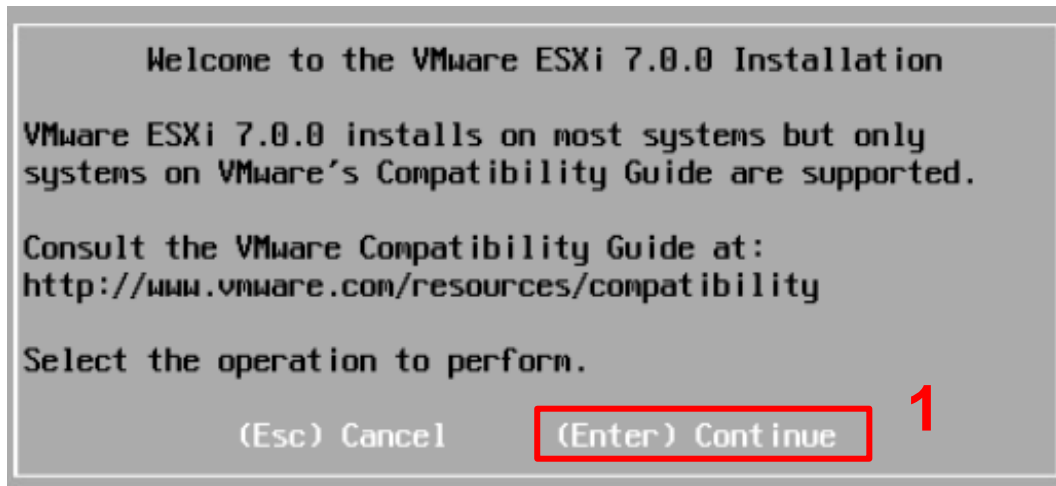 Welcome to the VMware ESXi 7.0.0 Installation
VMware ESXi 7.0.0 installs on most systems but only
systems on VMware's Compatibility Guide are supported.
Consult the VMware Compatibility Guide at:
http://www.vmware.com/resources/compatibility
Select the operation to perform.
(Esc) Cancel (Enter) Continue 1